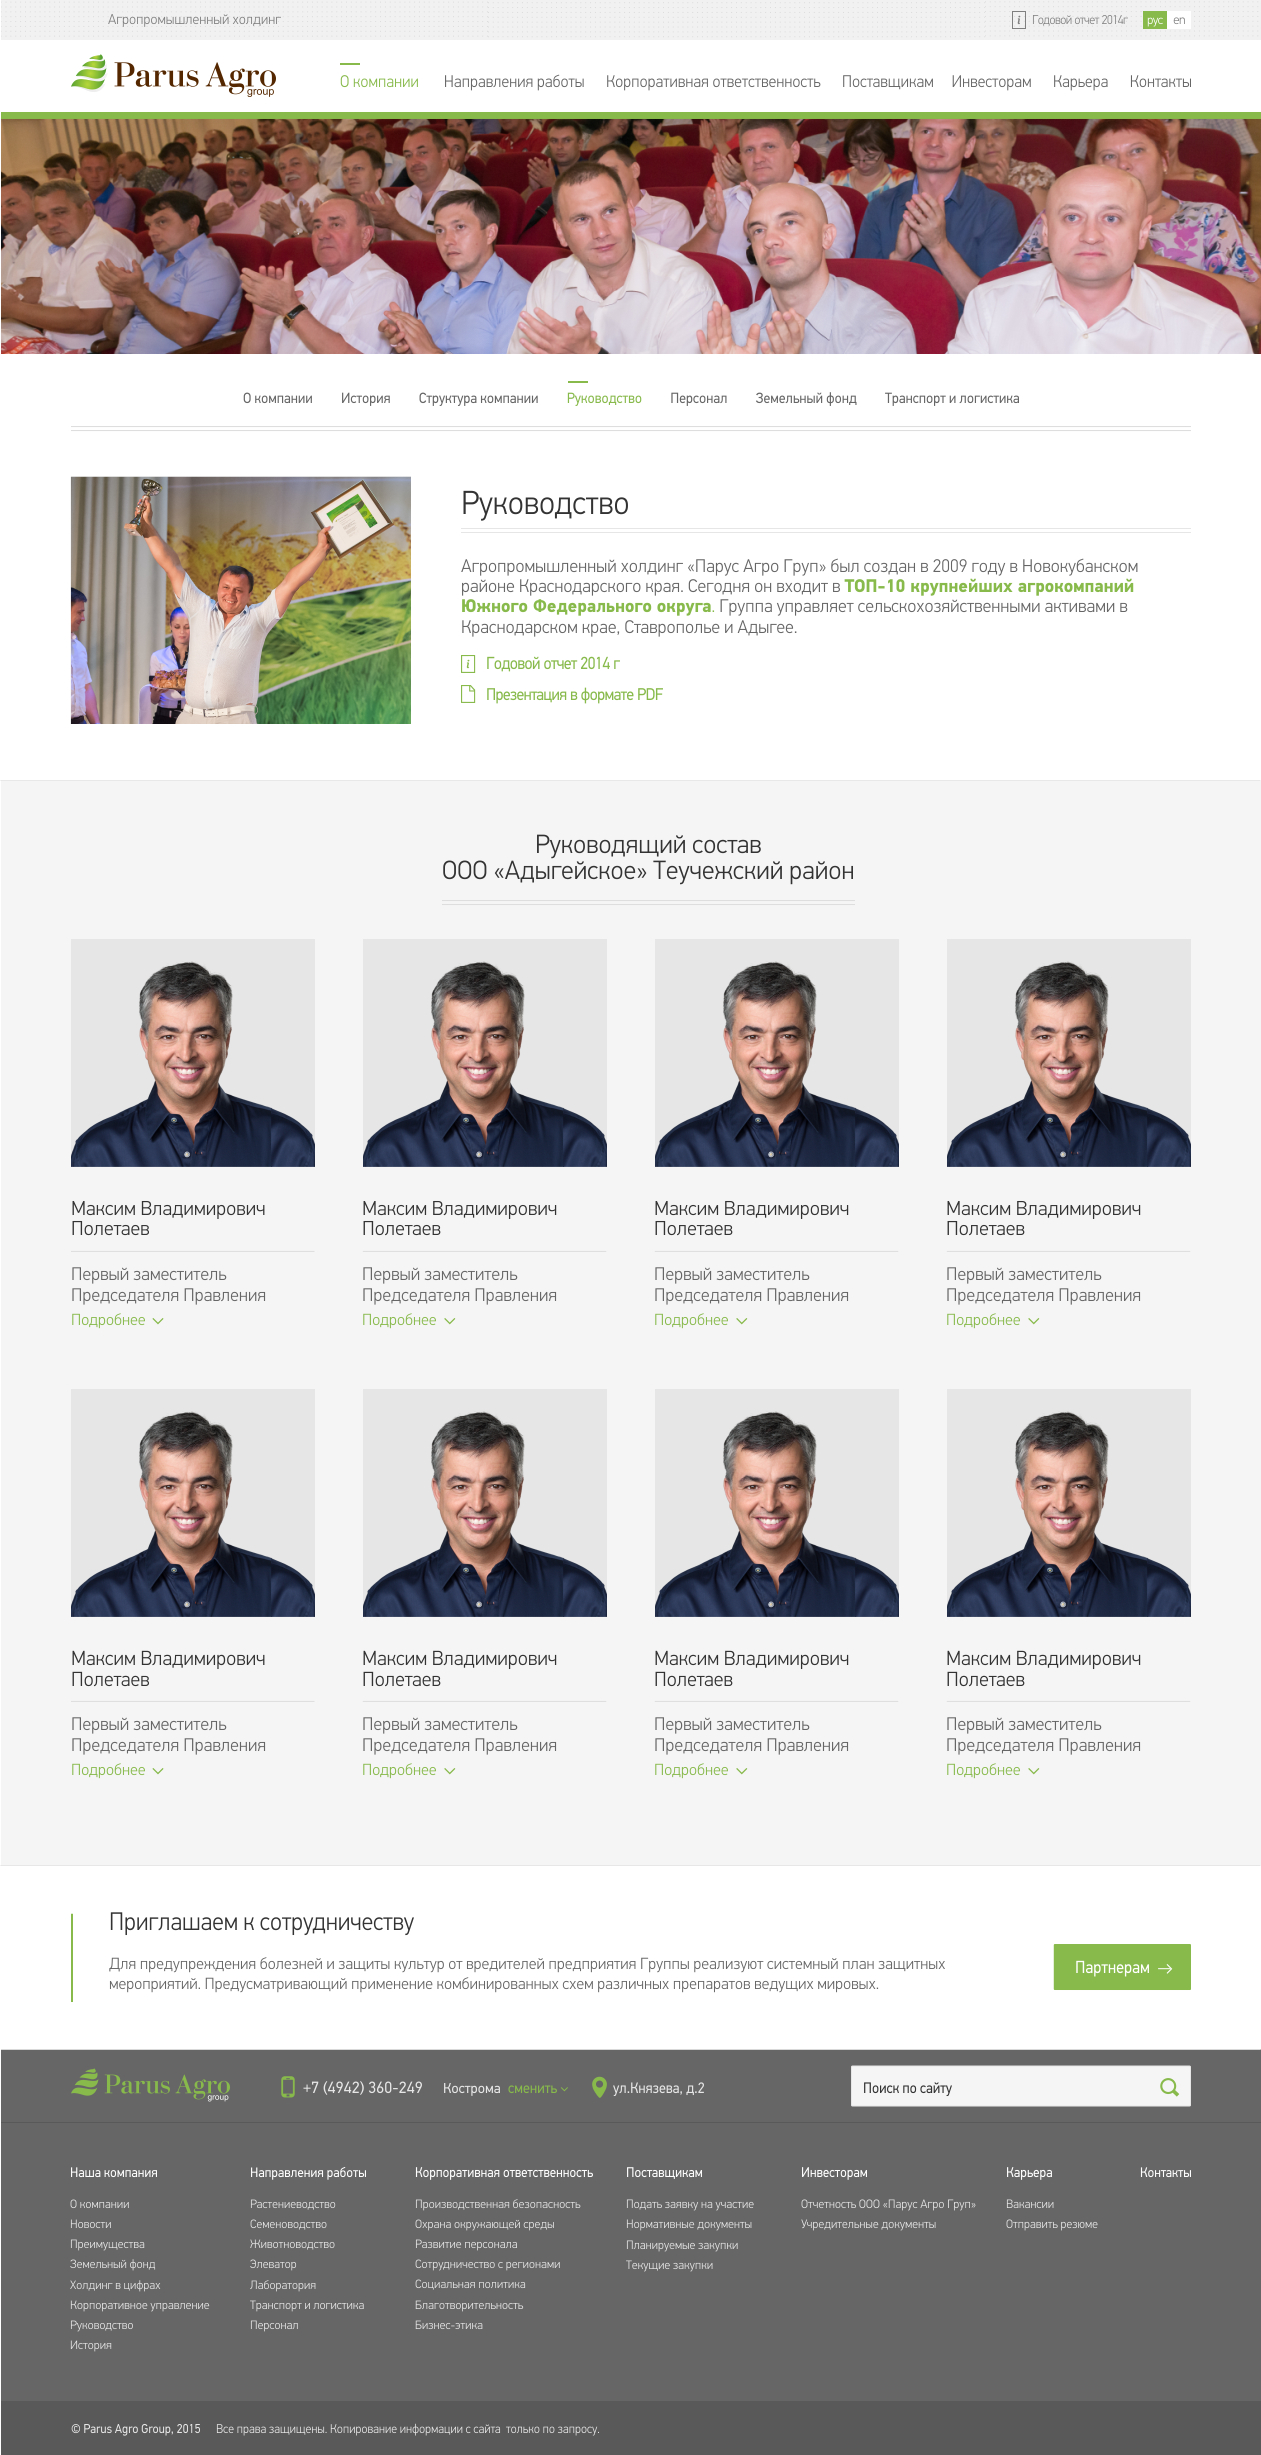 Агропромышленный холдинг
i Годовой отчет 2014г рус en
Parus Agro
group
О компании Направления работы Корпоративная ответственность Поставщикам Инвесторам Карьера Контакты
О компании История Структура компании Руководство Персонал Земельный фонд Транспорт и логистика
Руководство
Агропромышленный холдинг «Парус Агро Груп» был создан в 2009 году в Новокубанском
районе Краснодарского края. Сегодня он входит в ТОП-10 крупнейших агрокомпаний
Южного Федерального округа. Группа управляет сельскохозяйственными активами в
Краснодарском крае, Ставрополье и Адыгее.
i Годовой отчет 2014 г
Презентация в формате PDF
Руководящий состав
ООО «Адыгейское» Теучежский район
Максим Владимирович Максим Владимирович Максим Владимирович Максим Владимирович
Полетаев Полетаев Полетаев Полетаев
Первый заместитель Первый заместитель Первый заместитель Первый заместитель
Председателя Правления Председателя Правления Председателя Правления Председателя Правления
Подробнее Подробнее Подробнее Подробнее
Максим Владимирович Максим Владимирович Максим Владимирович Максим Владимирович
Полетаев Полетаев Полетаев Полетаев
Первый заместитель Первый заместитель Первый заместитель Первый заместитель
Председателя Правления Председателя Правления Председателя Правления Председателя Правления
Подробнее Подробнее Подробнее Подробнее
Приглашаем к сотрудничеству
Для предупреждения болезней и защиты культур от вредителей предприятия Группы реализуют системный план защитных
мероприятий. Предусматривающий применение комбинированных схем различных препаратов ведущих мировых.
Партнерам →
Parus Agro
group
+7 (4942) 360-249 Кострома сменить ул.Князева, д.2
Поиск по сайту
Наша компания
О компании
Новости
Преимущества
Земельный фонд
Холдинг в цифрах
Корпоративное управление
Руководство
История
Направления работы
Растениеводство
Семеноводство
Животноводство
Элеватор
Лаборатория
Транспорт и логистика
Персонал
Корпоративная ответственность
Производственная безопасность
Охрана окружающей среды
Развитие персонала
Сотрудничество с регионами
Социальная политика
Благотворительность
Бизнес-этика
Поставщикам
Подать заявку на участие
Нормативные документы
Планируемые закупки
Текущие закупки
Инвесторам
Отчетность ООО «Парус Агро Груп»
Учредительные документы
Карьера
Вакансии
Отправить резюме
Контакты
© Parus Agro Group, 2015 Все права защищены. Копирование информации с сайта только по запросу.